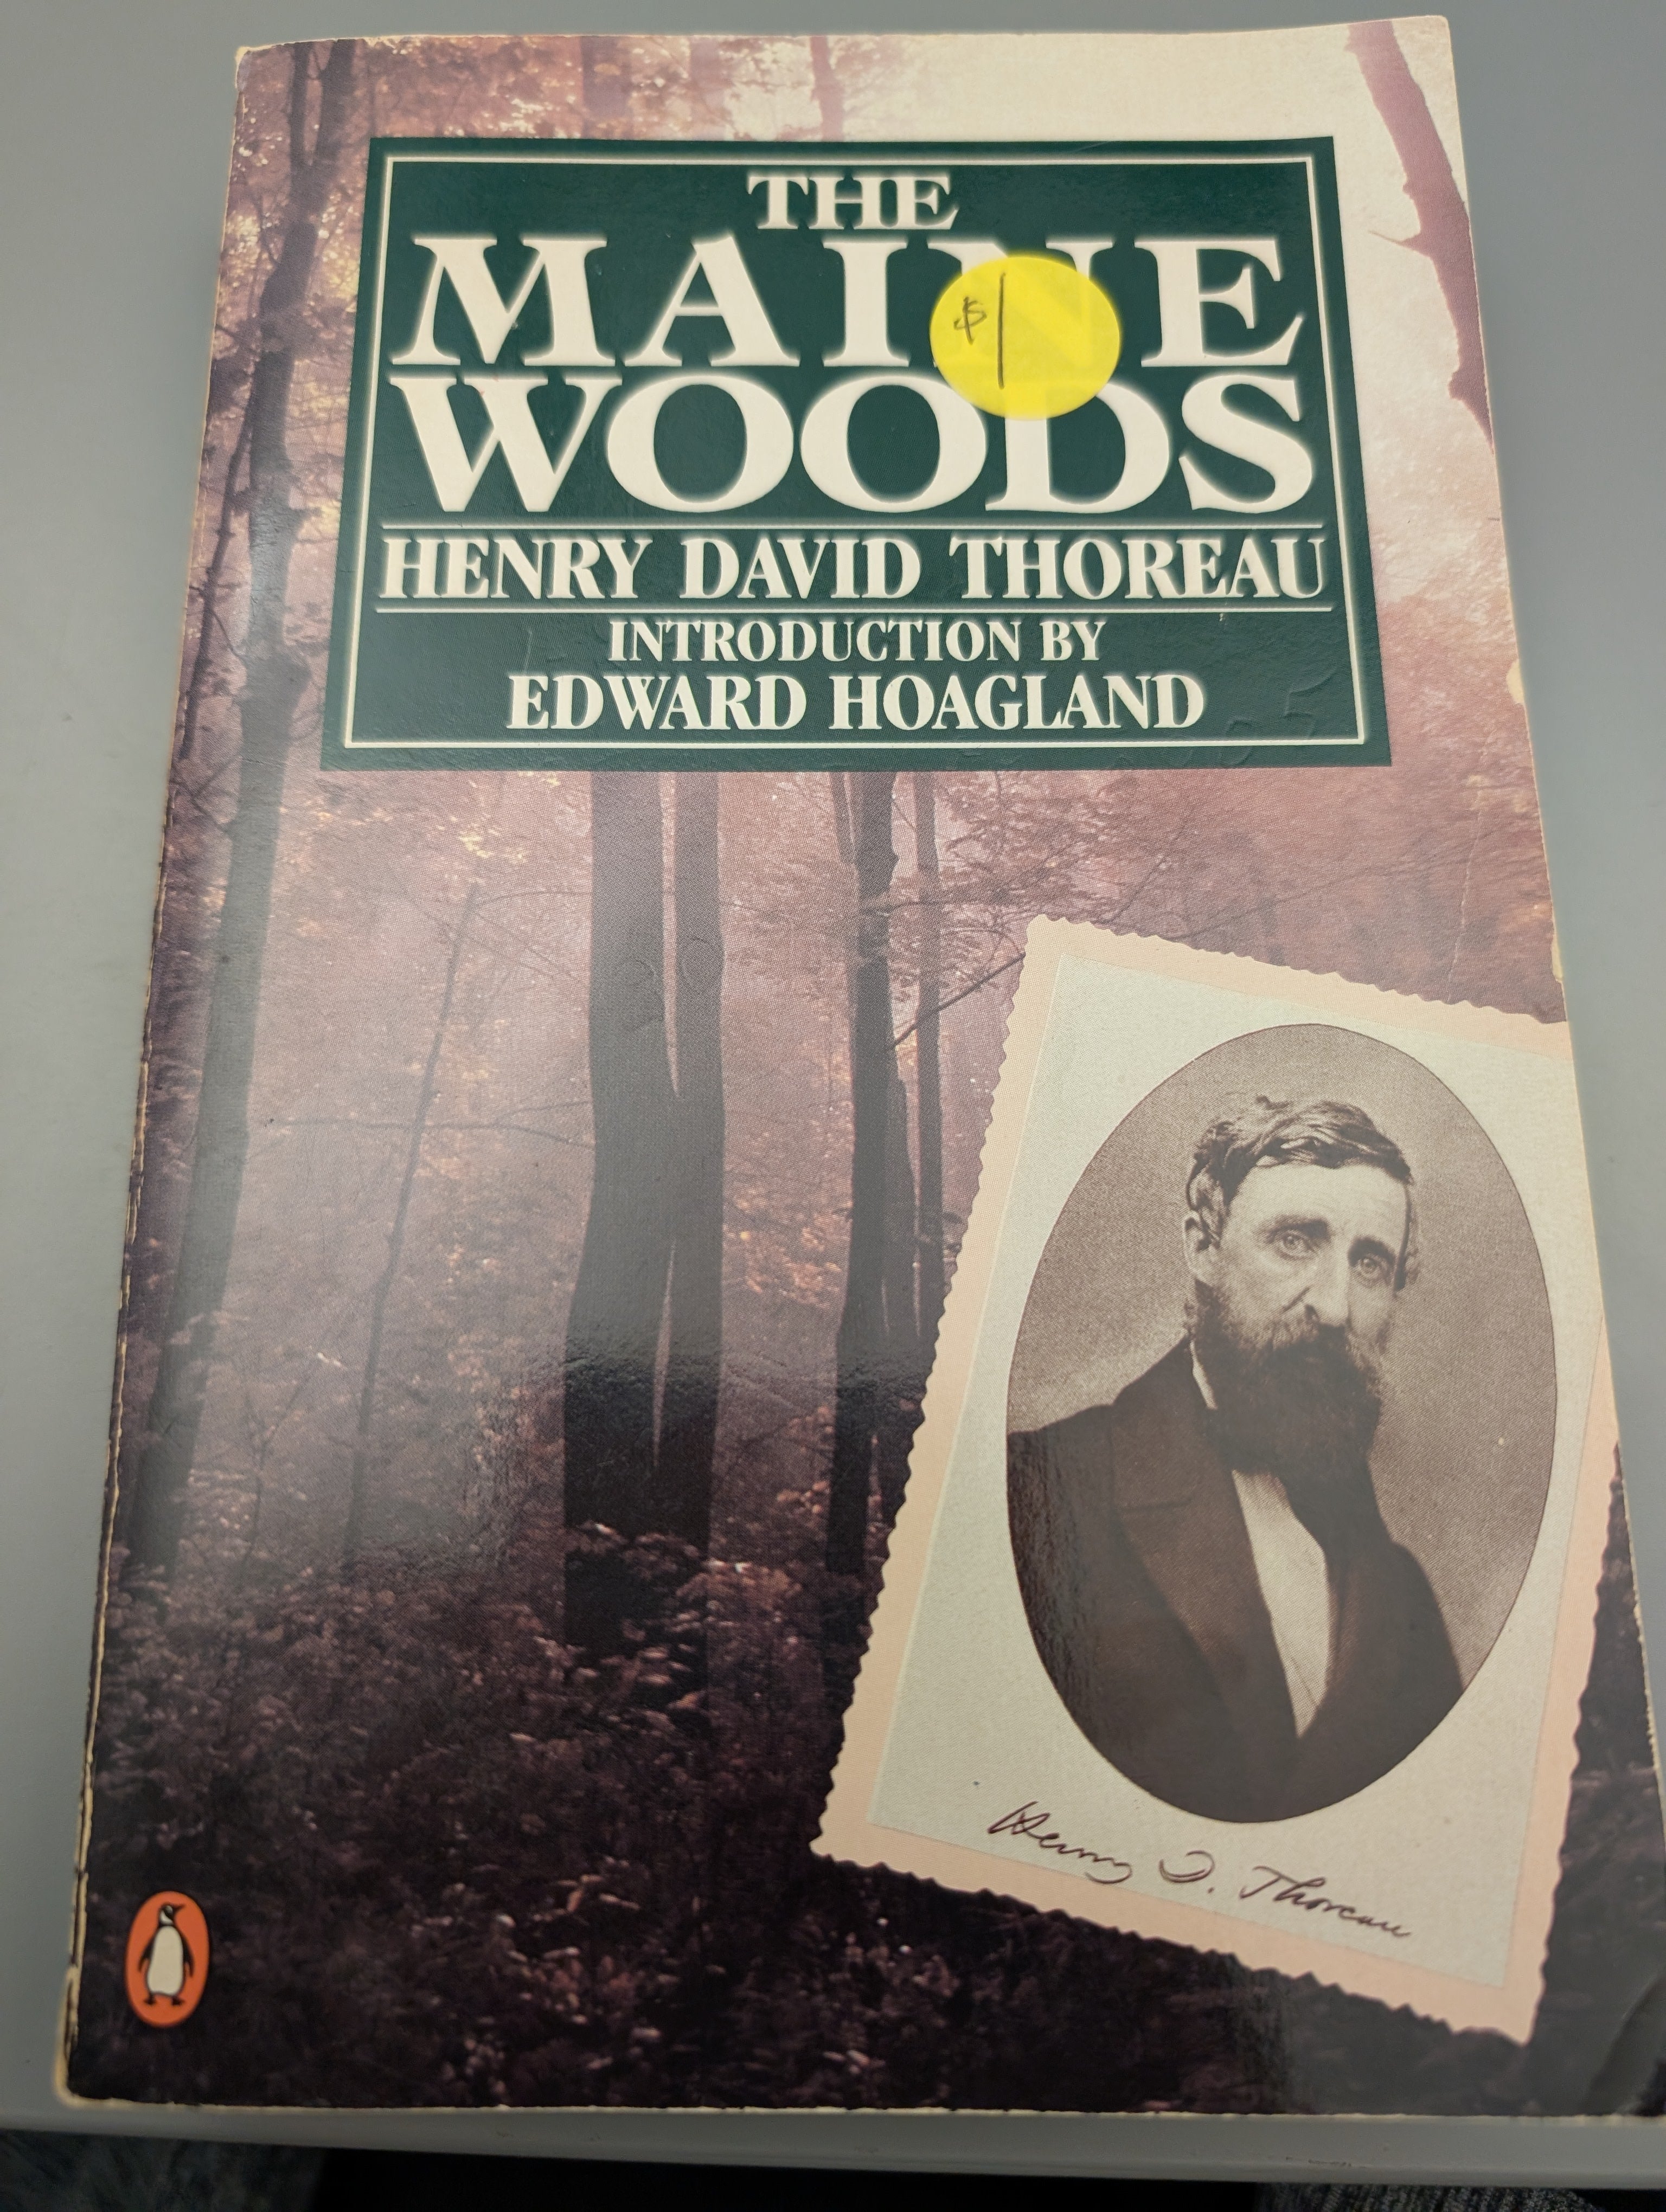 THE
MAINE
$1
WOODS
HENRY DAVID THOREAU
INTRODUCTION BY
EDWARD HOAGLAND
Henry D. Thoreau